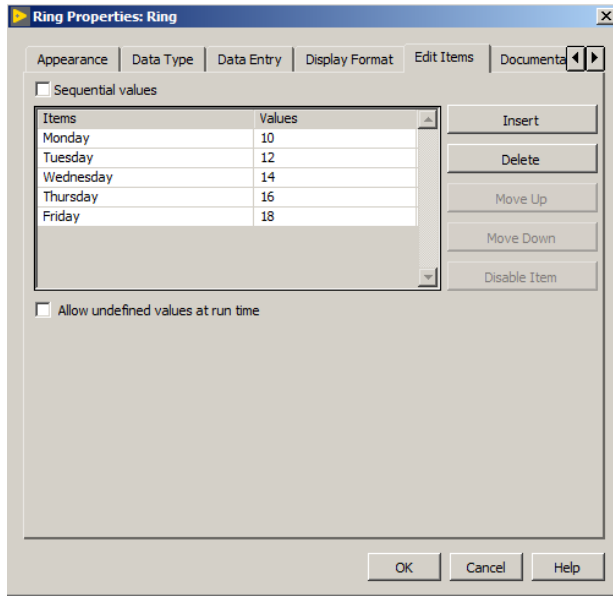 Ring Properties: Ring
Appearance Data Type Data Entry Display Format Edit Items Documenta
Sequential values
Items Values
Monday 10
Tuesday 12
Wednesday 14
Thursday 16
Friday 18
Insert
Delete
Move Up
Move Down
Disable Item
Allow undefined values at run time
OK Cancel Help